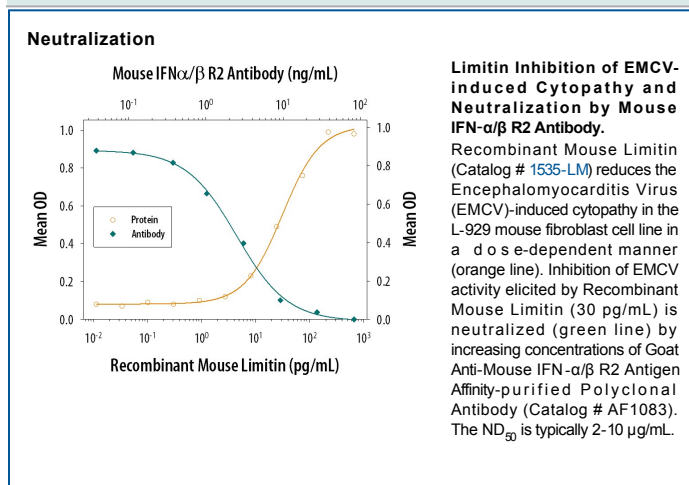 Neutralization
Mouse IFNα/β R2 Antibody (ng/mL)
10-1 100 101 102
1.0 1.0
0.8 0.8
0.6 0.6
0.4 0.4
0.2 0.2
0.0 0.0
Mean OD
Mean OD
Protein
Antibody
10-2 10-1 100 101 102 103
Recombinant Mouse Limitin (pg/mL)
Limitin Inhibition of EMCV-
induced Cytopathy and
Neutralization by Mouse
IFN-α/β R2 Antibody.
Recombinant Mouse Limitin
(Catalog # 1535-LM) reduces the
Encephalomyocarditis Virus
(EMCV)-induced cytopathy in the
L-929 mouse fibroblast cell line in
a dose-dependent manner
(orange line). Inhibition of EMCV
activity elicited by Recombinant
Mouse Limitin (30 pg/mL) is
neutralized (green line) by
increasing concentrations of Goat
Anti-Mouse IFN-α/β R2 Antigen
Affinity-purified Polyclonal
Antibody (Catalog # AF1083).
The ND50 is typically 2-10 µg/mL.